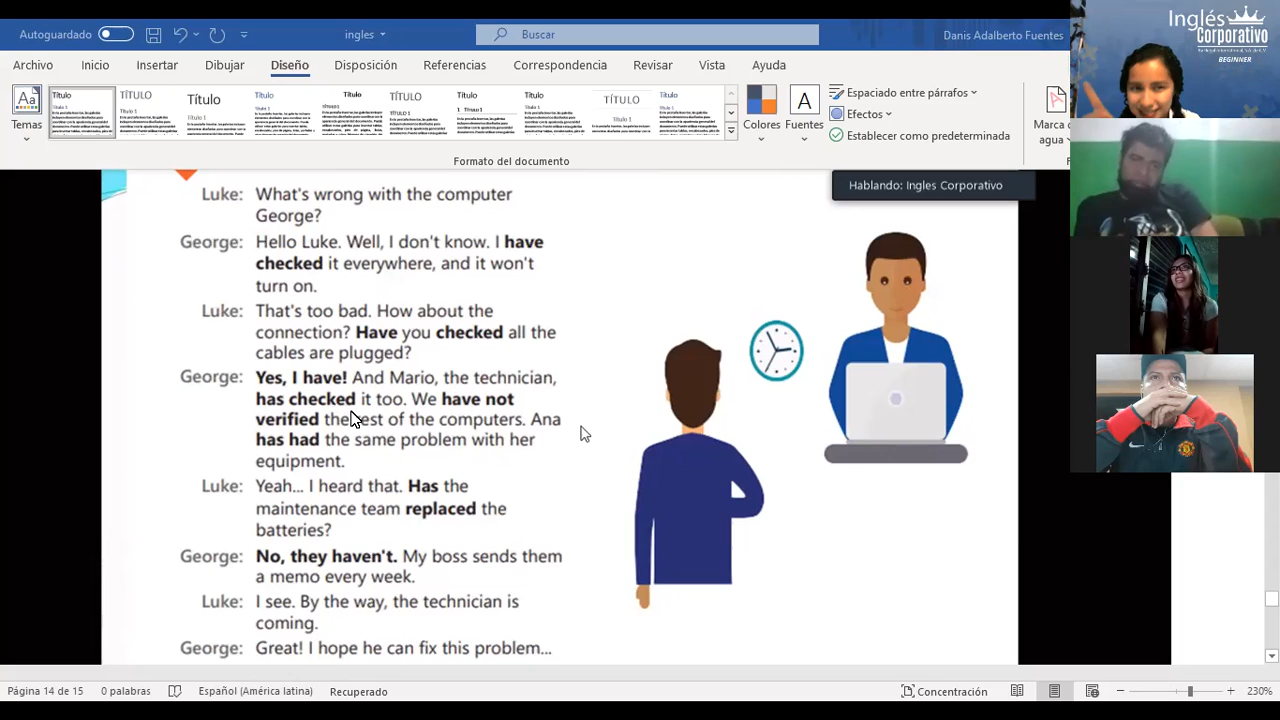 Autoguardado
ingles
Buscar
Danis Adalberto Fuentes
Archivo Inicio Insertar Dibujar Diseño Disposición Referencias Correspondencia Revisar Vista Ayuda
Aa
Temas
Título
TÍTULO
Título
Título
Título
TÍTULO
Título
Título
TÍTULO
Título
Colores
A
Fuentes
Espaciado entre párrafos
Efectos
Establecer como predeterminada
Marca
agua
Formato del documento
Hablando: Ingles Corporativo
Inglés
Corporativo
BEGINNER
Luke: What's wrong with the computer
George?
George: Hello Luke. Well, I don't know. I have
checked it everywhere, and it won't
turn on.
Luke: That's too bad. How about the
connection? Have you checked all the
cables are plugged?
George: Yes, I have! And Mario, the technician,
has checked it too. We have not
verified the rest of the computers. Ana
has had the same problem with her
equipment.
Luke: Yeah... I heard that. Has the
maintenance team replaced the
batteries?
George: No, they haven't. My boss sends them
a memo every week.
Luke: I see. By the way, the technician is
coming.
George: Great! I hope he can fix this problem...
Página 14 de 15 0 palabras Español (América latina) Recuperado Concentración 230%